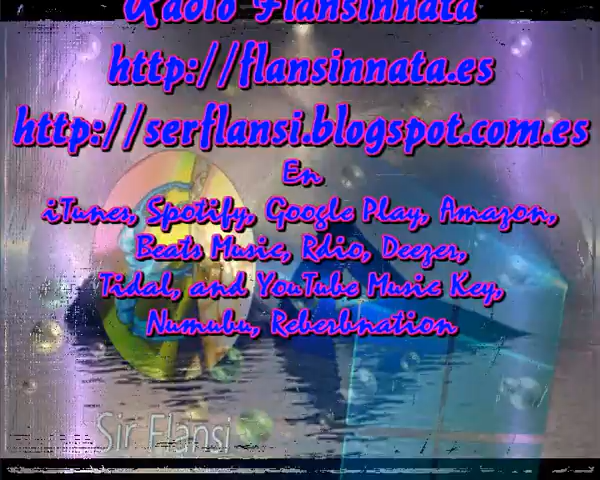 Radio Flansinnata
http://flansinnata.es
http://serflansi.blogspot.com.es
En
iTunes, Spotify, Google Play, Amazon,
Beats Music, Rdio, Deezer,
Tidal, and YouTube Music Key,
Numubu, Reberbnation
Sir Flansi